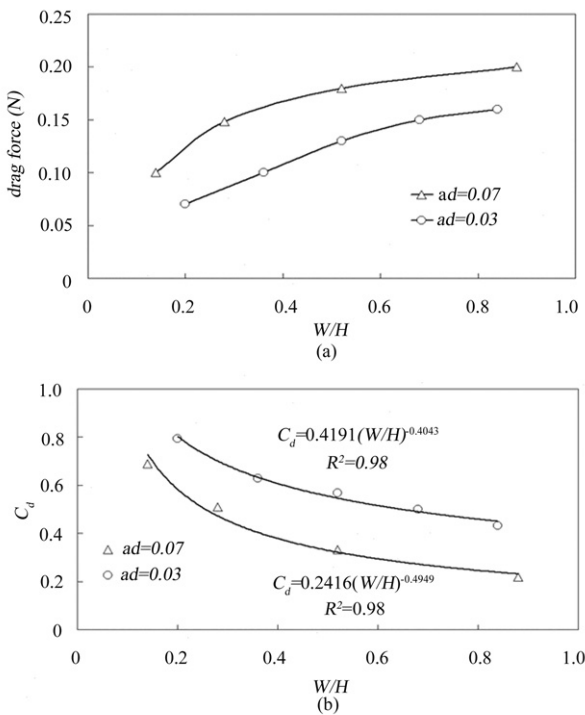 (a)
drag force (N)
0.25
0.20
0.15
0.10
0.05
0
ad=0.07
ad=0.03
0 0.2 0.4 0.6 0.8 1.0
W/H
(a)
C_d
1.0
0.8
0.6
0.4
0.2
0
C_d=0.4191(W/H)^-0.4043
R²=0.98
ad=0.07
ad=0.03
C_d=0.2416(W/H)^-0.4949
R²=0.98
0 0.2 0.4 0.6 0.8 1.0
W/H
(b)